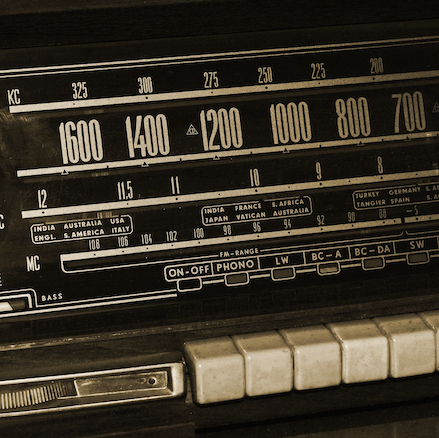 KC 325 300 275 250 225 200
1600 1400 1200 1000 800 700
12 11.5 11 10 9 8
INDIA AUSTRALIA USA
ENGL. S.AMERICA ITALY
INDIA FRANCE S.AFRICA
JAPAN VATICAN AUSTRALIA
TURKEY GERMANY S.A
TANGIER SPAIN S.A
MC 108 106 104 102 100 98 96 94 92 90 88
5
FM-RANGE
ON-OFF PHONO LW BC-A BC-DA SW
BASS